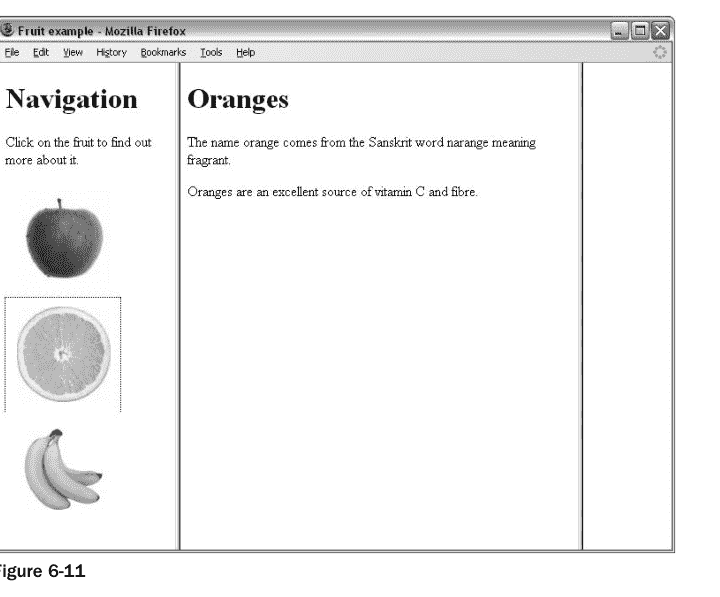 Fruit example - Mozilla Firefox
File Edit View History Bookmarks Tools Help
Navigation
Click on the fruit to find out
more about it.
Oranges
The name orange comes from the Sanskrit word narange meaning
fragrant.
Oranges are an excellent source of vitamin C and fibre.
igure 6-11